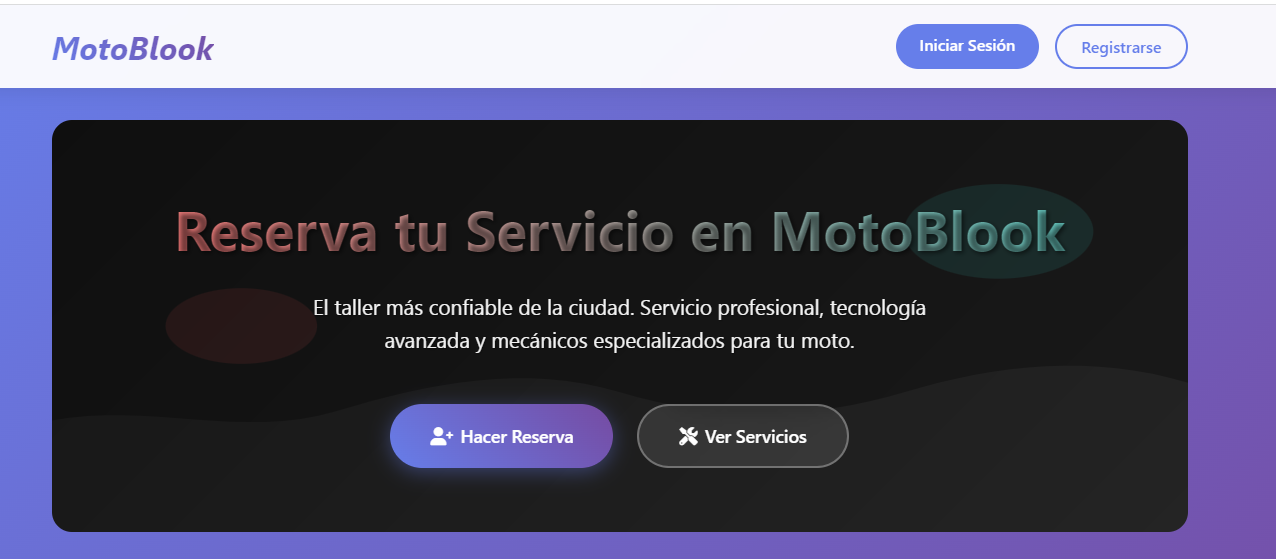 MotoBlook
Iniciar Sesión
Registrarse
Reserva tu Servicio en MotoBlook
El taller más confiable de la ciudad. Servicio profesional, tecnología
avanzada y mecánicos especializados para tu moto.
Hacer Reserva
Ver Servicios